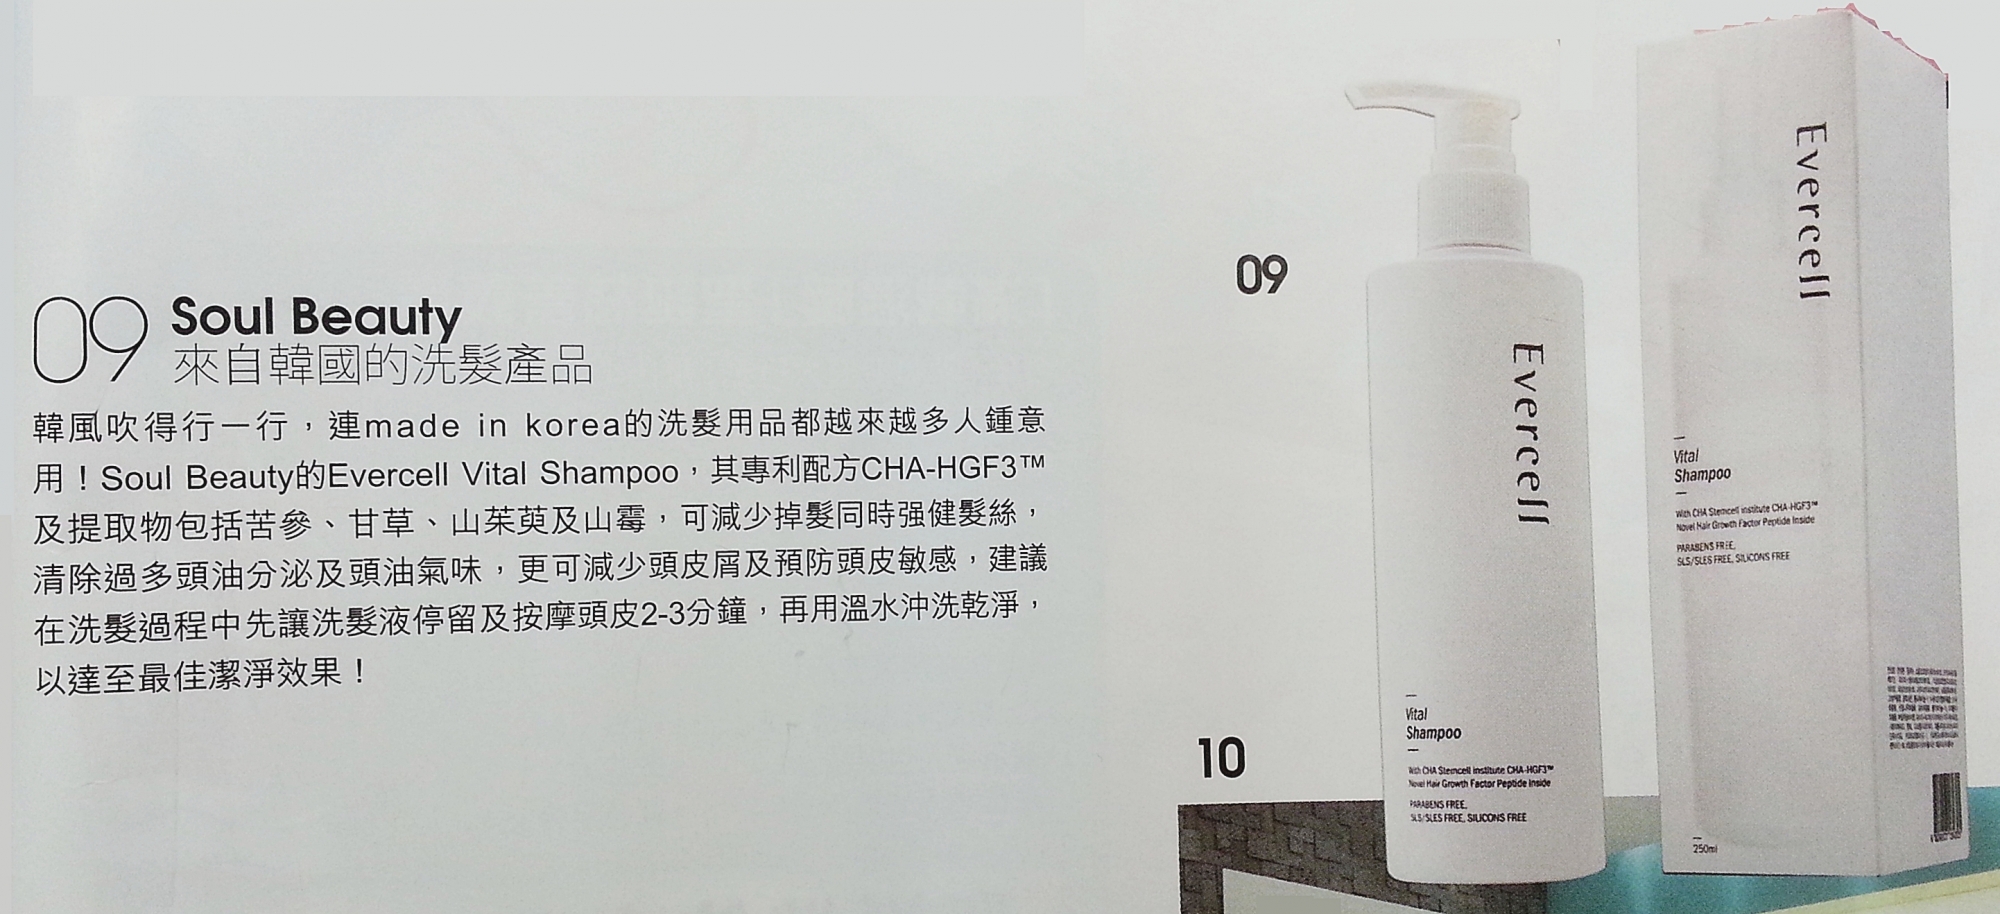 09 Soul Beauty
來自韓國的洗髮產品
韓風吹得行一行，連made in korea的洗髮用品都越來越多人鍾意
用！Soul Beauty的Evercell Vital Shampoo，其專利配方CHA-HGF3™
及提取物包括苦參、甘草、山茱萸及山霉，可減少掉髮同時强健髮絲，
清除過多頭油分泌及頭油氣味，更可減少頭皮屑及預防頭皮敏感，建議
在洗髮過程中先讓洗髮液停留及按摩頭皮2-3分鐘，再用溫水沖洗乾淨，
以達至最佳潔淨效果！
09
10
Evercell
Vital
Shampoo
With CHA Stemcell institute CHA-HGF3™
Novel Hair Growth Factor Peptide Inside
PARABENS FREE,
SLS/SLES FREE, SILICONS FREE
Evercell
Vital
Shampoo
With CHA Stemcell institute CHA-HGF3™
Novel Hair Growth Factor Peptide Inside
PARABENS FREE,
SLS/SLES FREE, SILICONS FREE
250ml